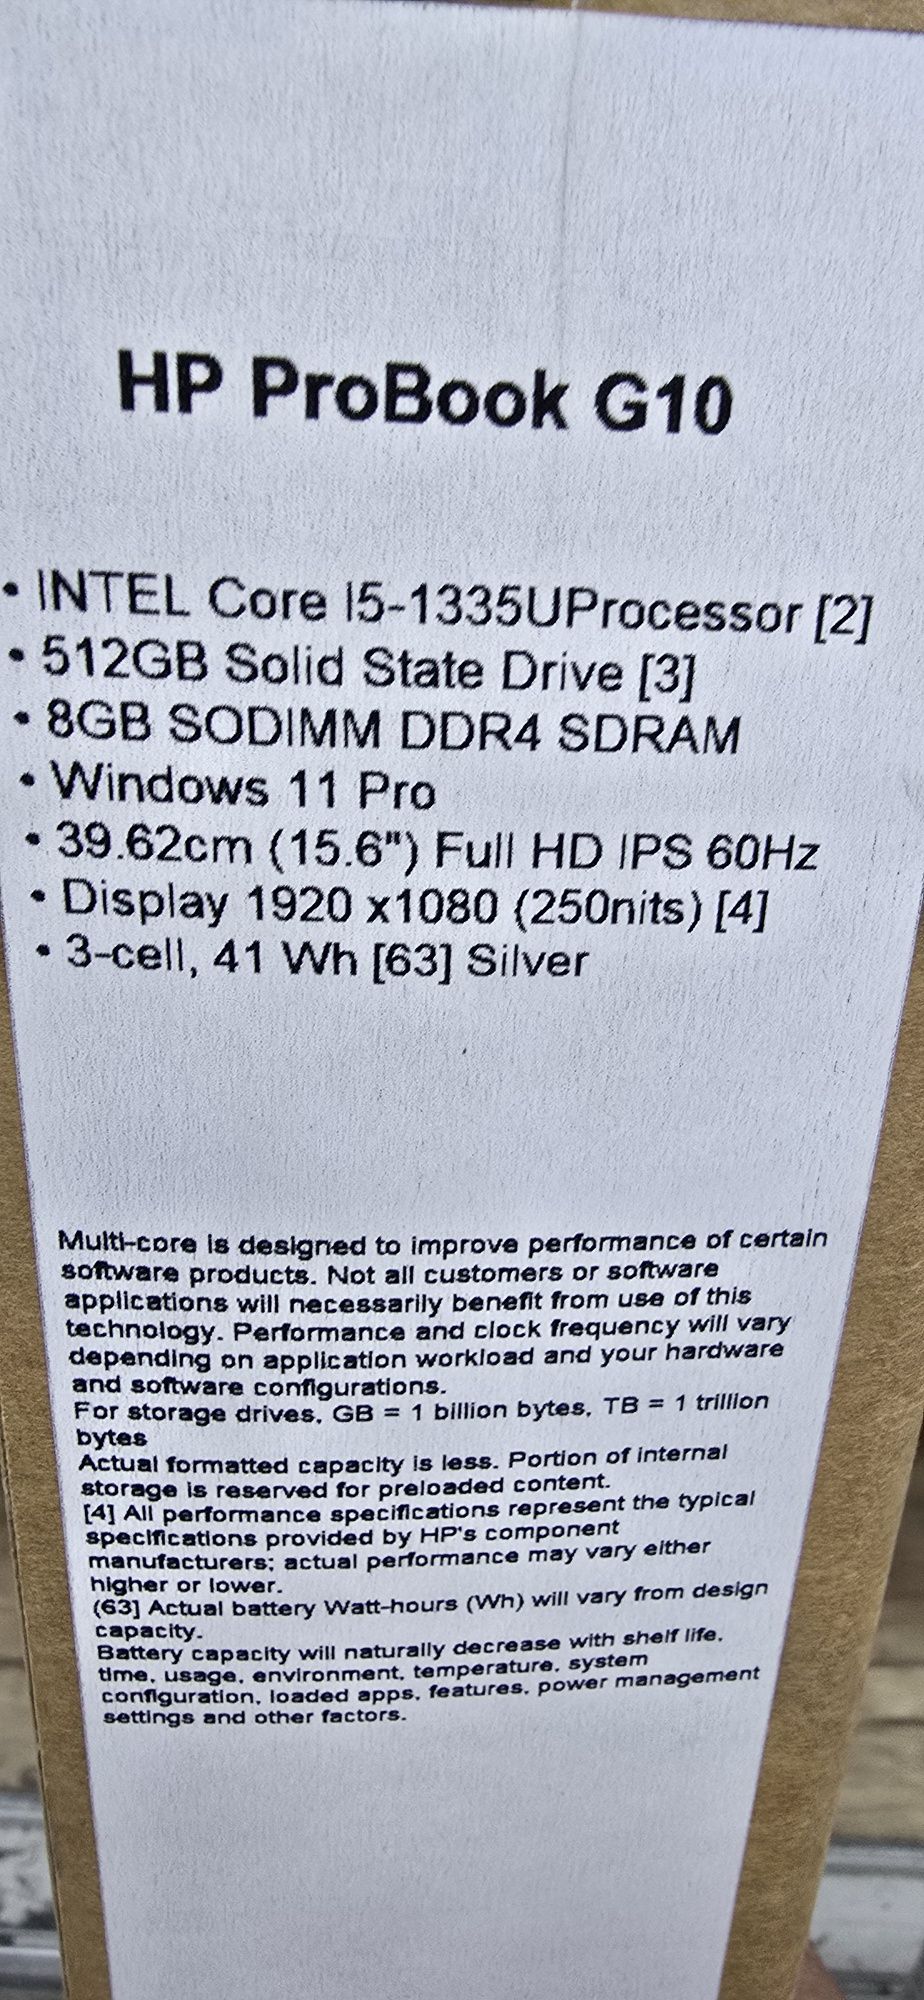 HP ProBook G10
• INTEL Core I5-1335UProcessor [2]
• 512GB Solid State Drive [3]
• 8GB SODIMM DDR4 SDRAM
• Windows 11 Pro
• 39.62cm (15.6") Full HD IPS 60Hz
• Display 1920 x1080 (250nits) [4]
• 3-cell, 41 Wh [63] Silver
Multi-core is designed to improve performance of certain
software products. Not all customers or software
applications will necessarily benefit from use of this
technology. Performance and clock frequency will vary
depending on application workload and your hardware
and software configurations.
For storage drives, GB = 1 billion bytes, TB = 1 trillion
bytes
Actual formatted capacity is less. Portion of internal
storage is reserved for preloaded content.
[4] All performance specifications represent the typical
specifications provided by HP's component
manufacturers; actual performance may vary either
higher or lower.
(63] Actual battery Watt-hours (Wh) will vary from design
capacity.
Battery capacity will naturally decrease with shelf life,
time, usage, environment, temperature, system
configuration, loaded apps, features, power management
settings and other factors.